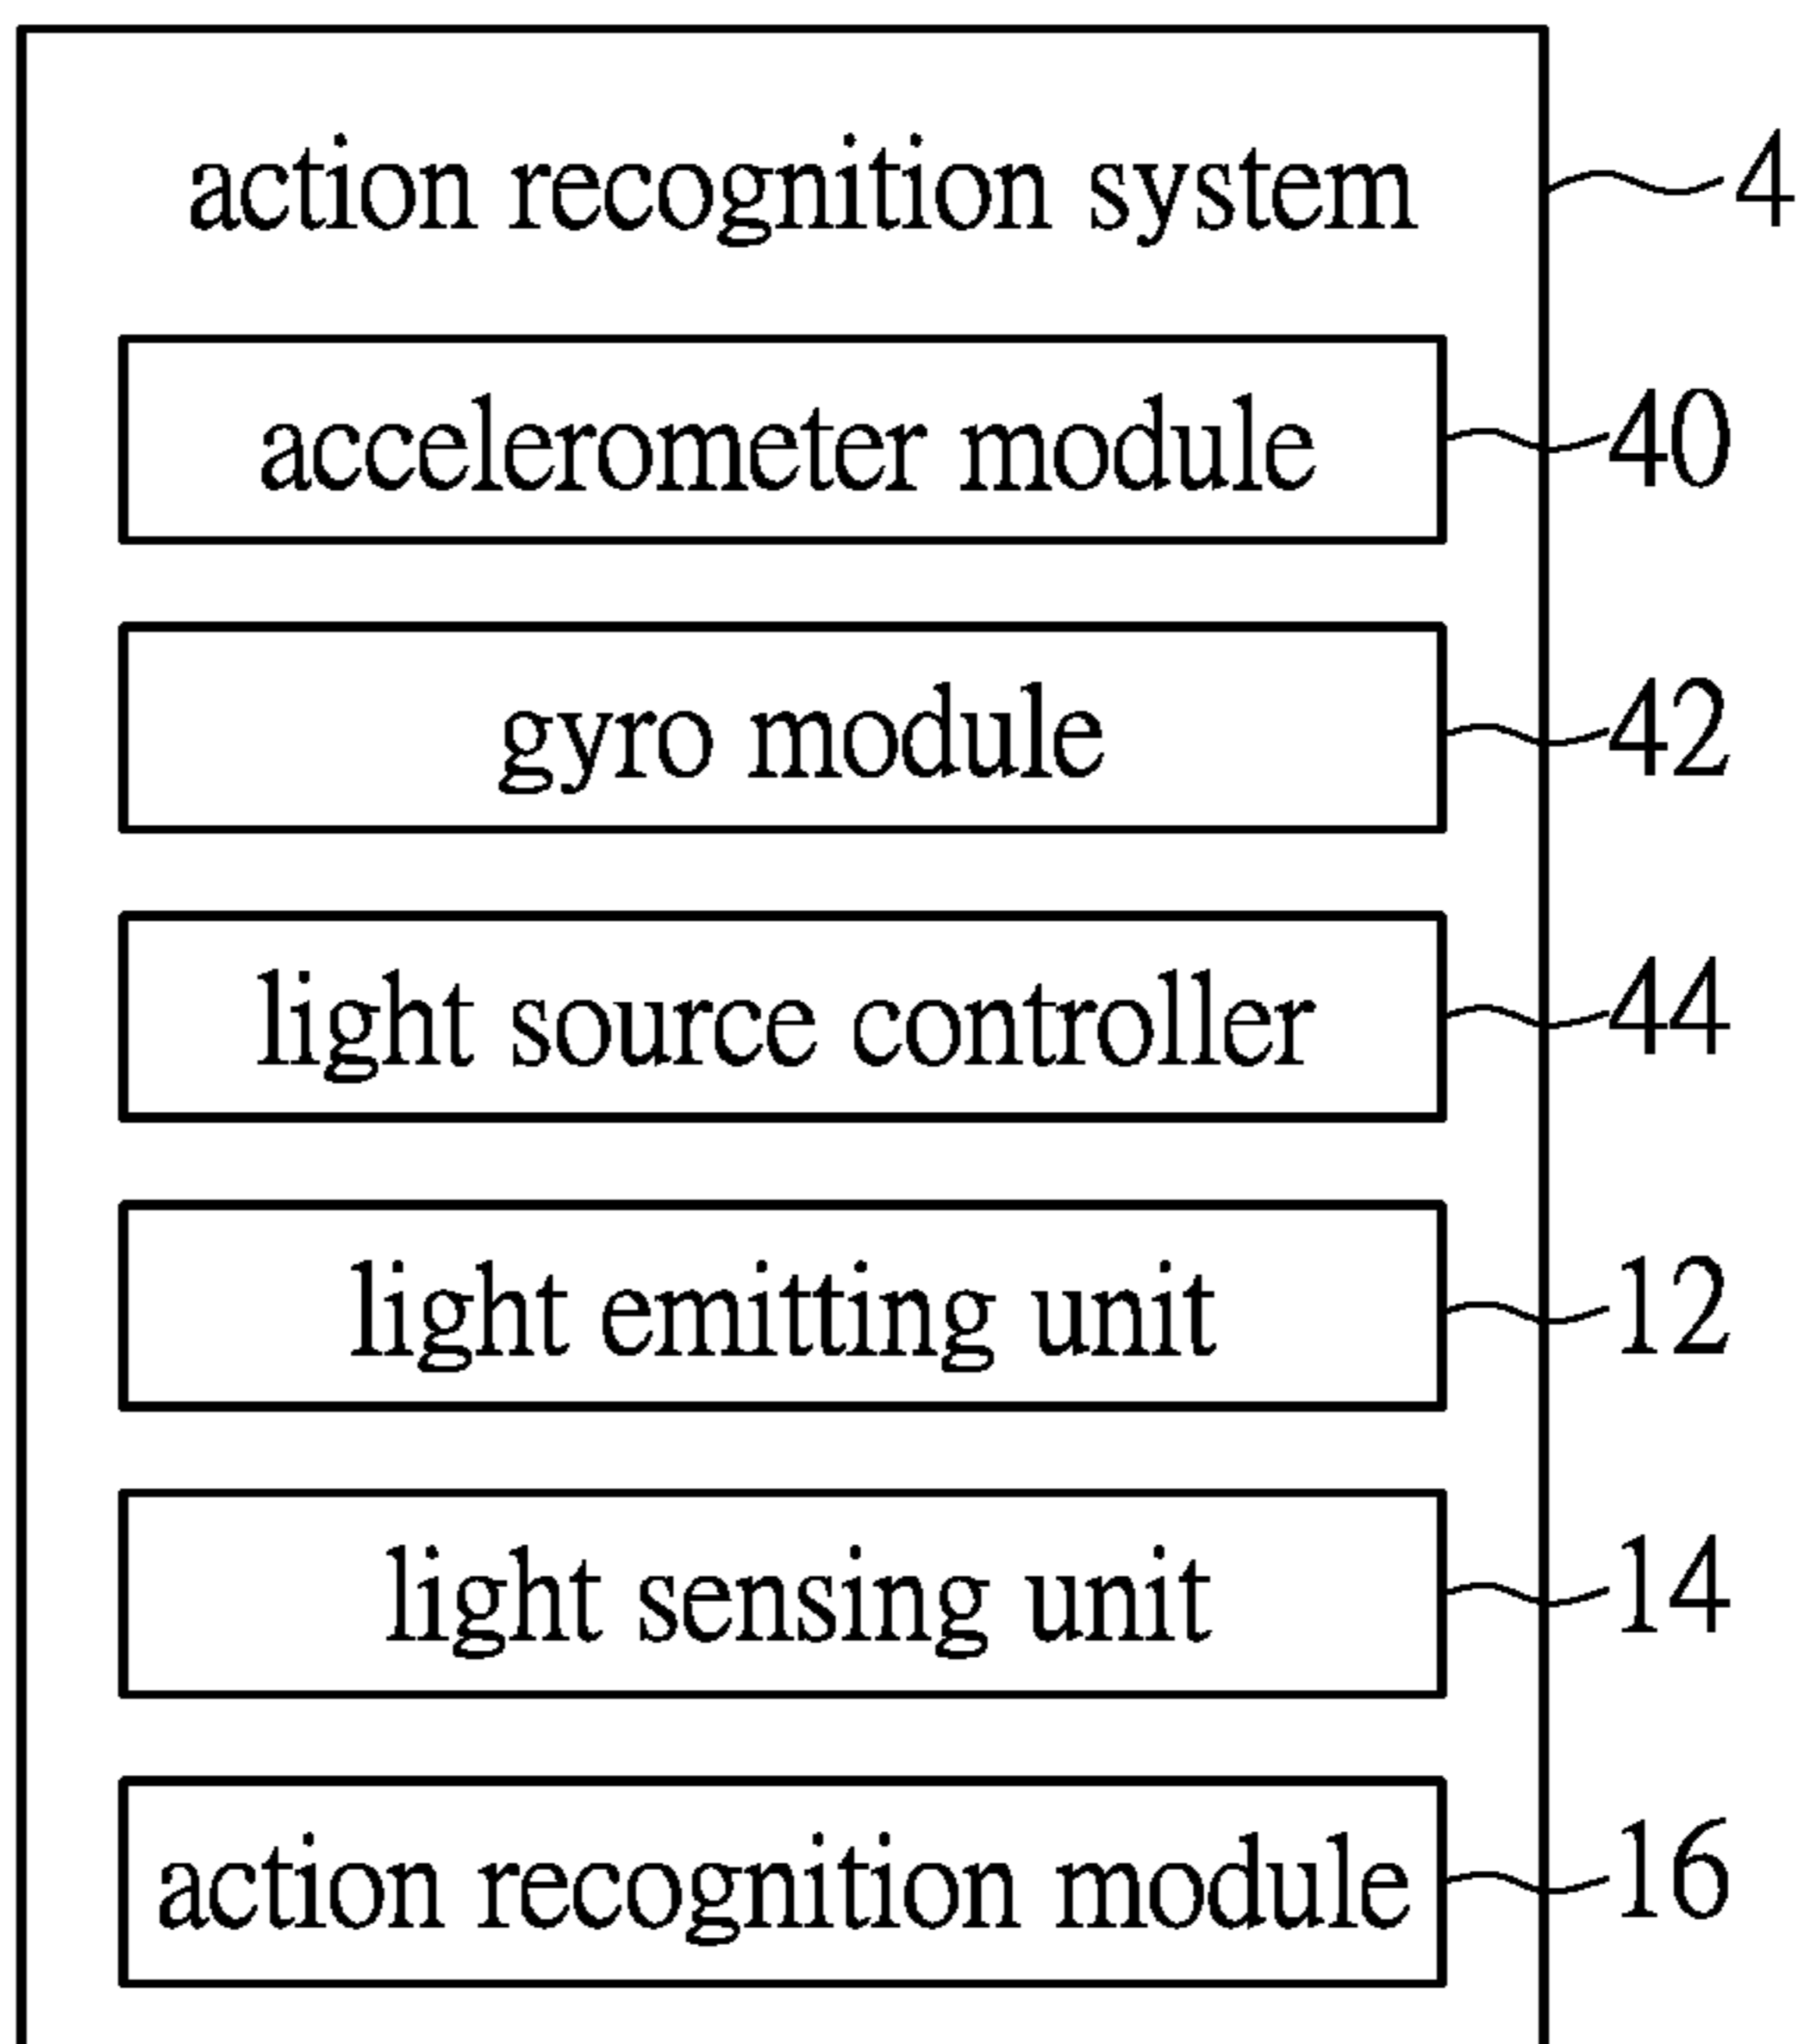 action recognition system 4
accelerometer module 40
gyro module 42
light source controller 44
light emitting unit 12
light sensing unit 14
action recognition module 16